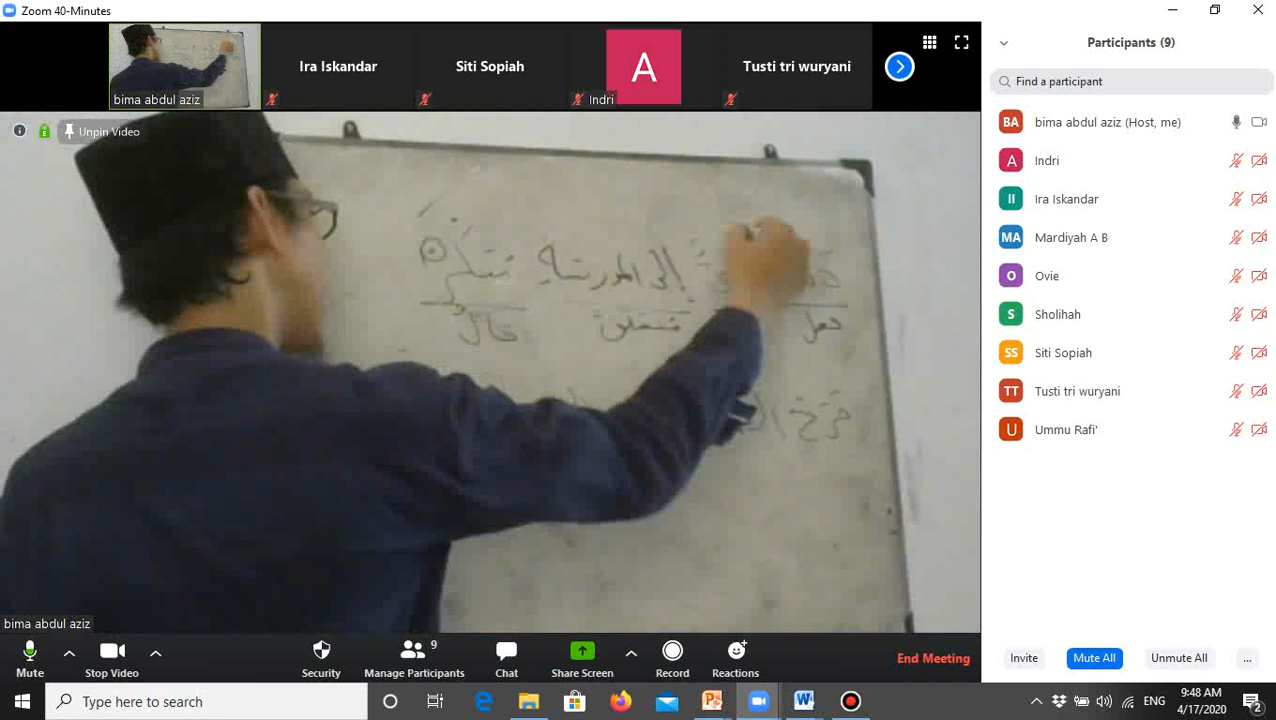 Zoom 40-Minutes
bima abdul aziz
Ira Iskandar
Siti Sopiah
A
Indri
Tusti tri wuryani
Participants (9)
Find a participant
BA bima abdul aziz (Host, me)
A Indri
II Ira Iskandar
MA Mardiyah A B
O Ovie
S Sholihah
SS Siti Sopiah
TT Tusti tri wuryani
U Ummu Rafi'
Unpin Video
إلى المدرسة
فعل
حال
bima abdul aziz
Mute
Stop Video
Security
9
Manage Participants
Chat
Share Screen
Record
Reactions
End Meeting
Invite
Mute All
Unmute All
...
Type here to search
ENG
9:48 AM
4/17/2020
2